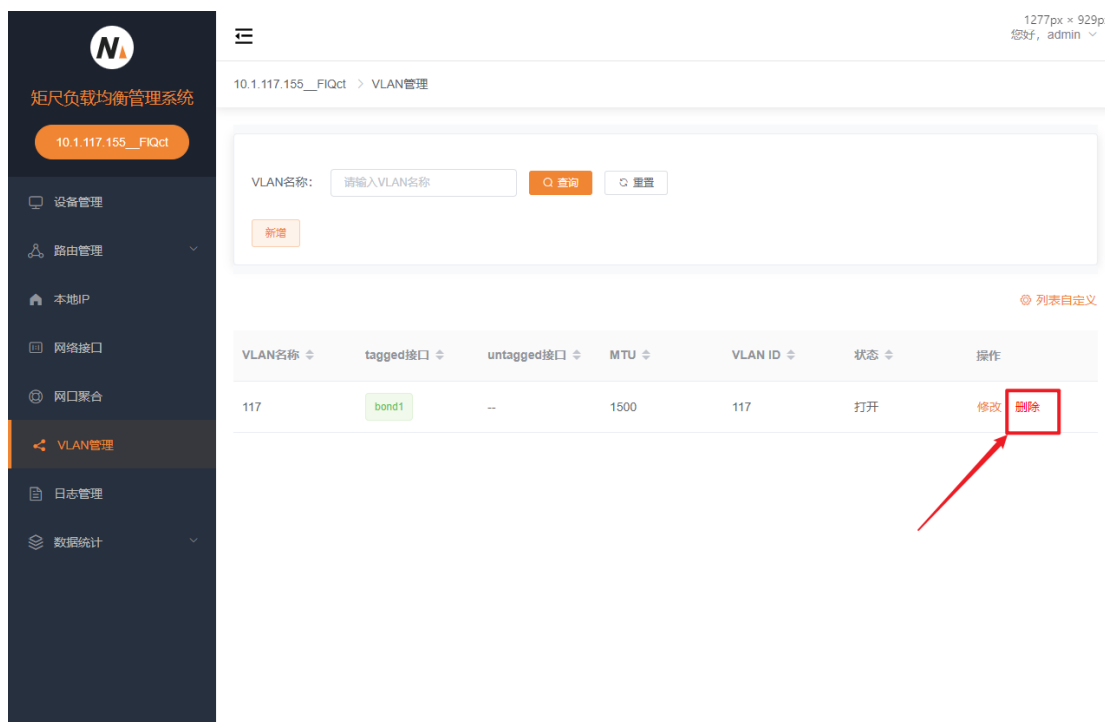 1277px × 929p
您好，admin
矩尺负载均衡管理系统
10.1.117.155__FIQct
设备管理
路由管理
本地IP
网络接口
网口聚合
VLAN管理
日志管理
数据统计
10.1.117.155__FIQct > VLAN管理
VLAN名称： 请输入VLAN名称 查询 重置
新增
列表自定义
VLAN名称 tagged接口 untagged接口 MTU VLAN ID 状态 操作
117 bond1 -- 1500 117 打开 修改 删除